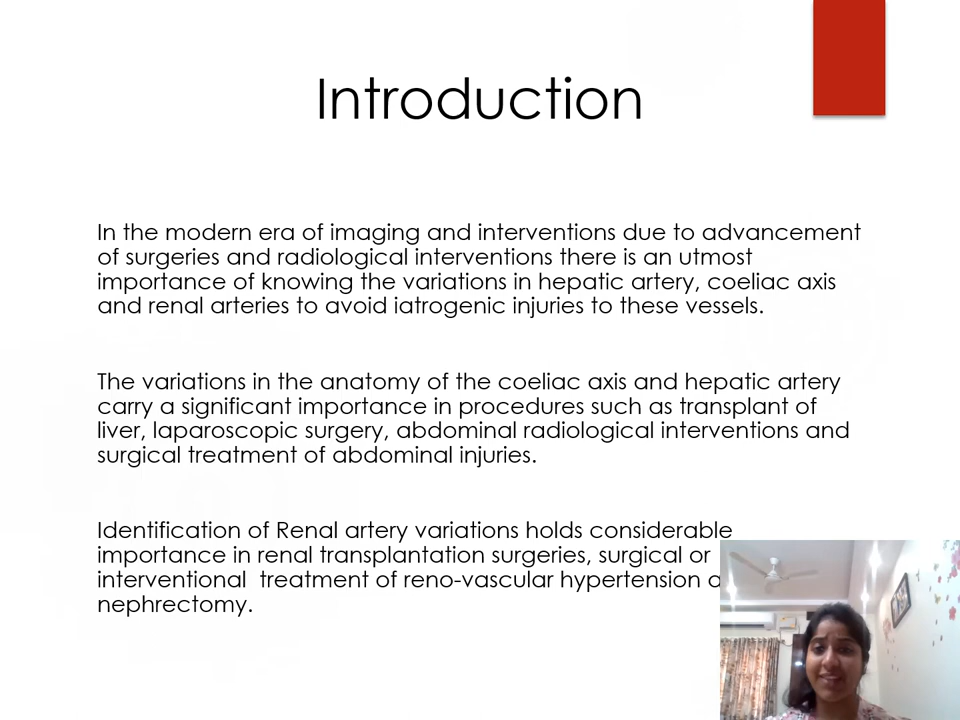 Introduction
In the modern era of imaging and interventions due to advancement
of surgeries and radiological interventions there is an utmost
importance of knowing the variations in hepatic artery, coeliac axis
and renal arteries to avoid iatrogenic injuries to these vessels.
The variations in the anatomy of the coeliac axis and hepatic artery
carry a significant importance in procedures such as transplant of
liver, laparoscopic surgery, abdominal radiological interventions and
surgical treatment of abdominal injuries.
Identification of Renal artery variations holds considerable
importance in renal transplantation surgeries, surgical or
interventional  treatment of reno-vascular hypertension
nephrectomy.